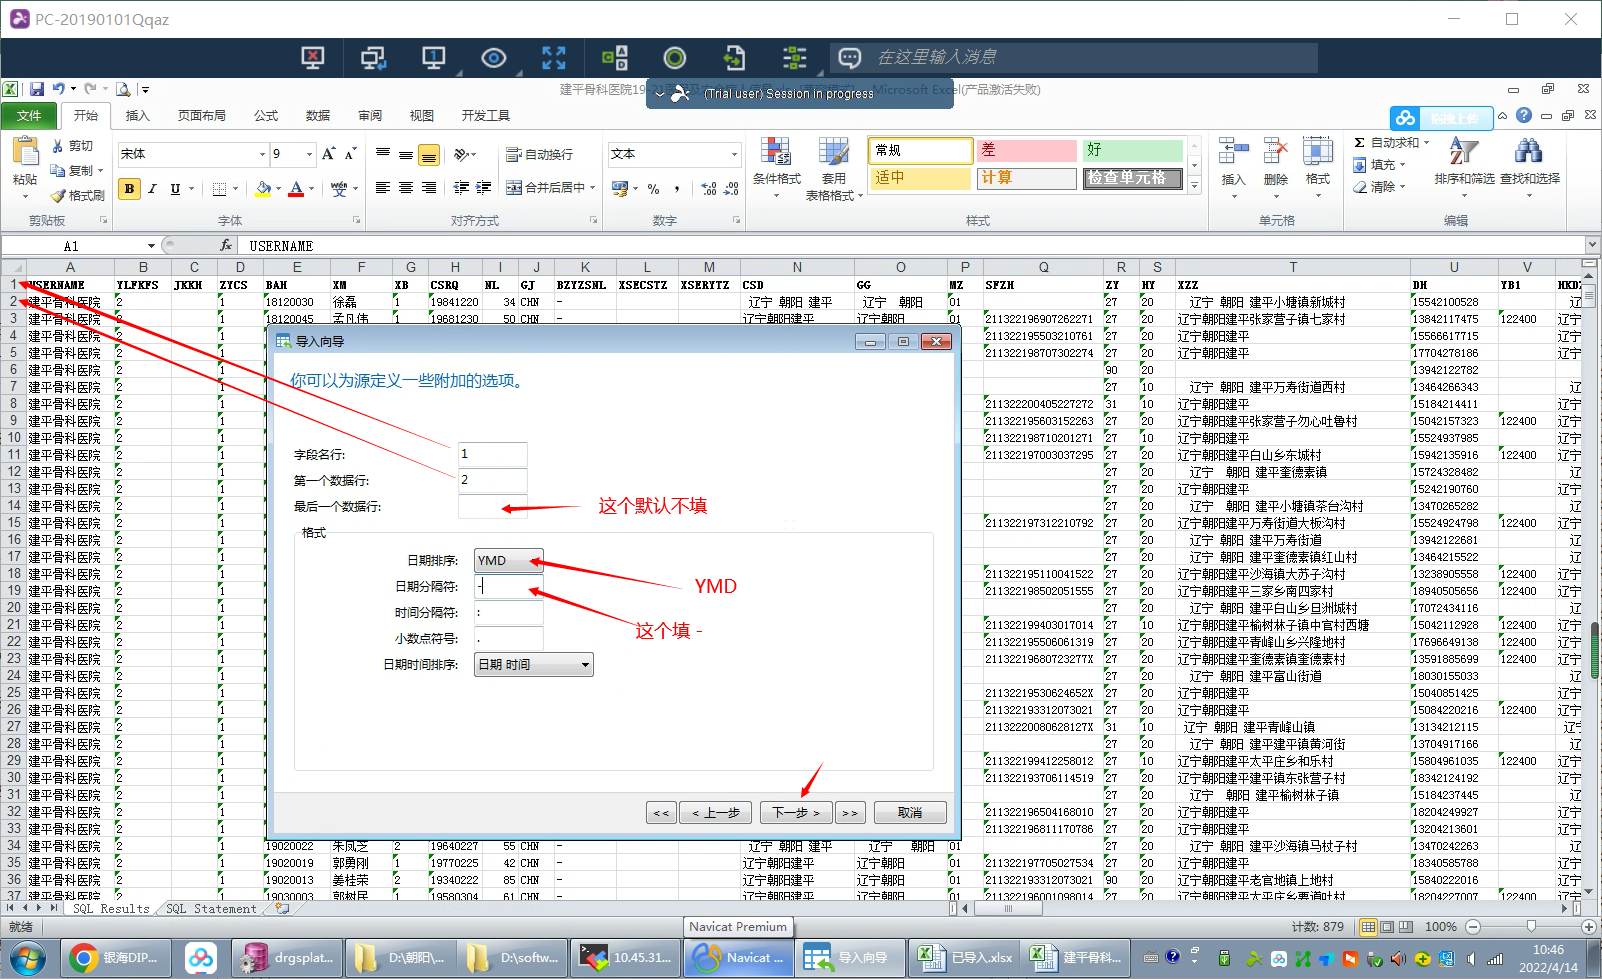 PC-20190101Qqaz
在这里输入消息
(Trial user) Session in progress
Microsoft Excel(产品激活失败)
文件 开始 插入 页面布局 公式 数据 审阅 视图 开发工具
剪切 复制 格式刷 粘贴 剪贴板
宋体 9 字体
自动换行 合并后居中 对齐方式
文本 数字
条件格式 套用表格格式
常规 差 好
适中 计算 检查单元格
样式
插入 删除 格式 单元格
自动求和 填充 清除 排序和筛选 查找和选择 编辑
A1 fx USERNAME
A B C D E F G H I J K L M N O P Q R S T U V
1 USERNAME YLFKFS JKKH ZYCS BAH XM XB CSRQ NL GJ BZYZSNL XSECSTZ XSERYTZ CSD GG MZ SFZH ZY HY XZZ DH YB1
2 建平骨科医院 2 1 18120030 徐磊 1 19841220 34 CHN - 辽宁 朝阳 建平 辽宁 朝阳 01 27 20 辽宁 朝阳 建平小塘镇新城村 15542100528
3 建平骨科医院 2 1 18120045 孟凡伟 1 19681230 50 CHN - 辽宁朝阳建平 辽宁朝阳 01 211322196907262271 27 20 辽宁朝阳建平张家营子镇七家村 13842117475 122400
4 建平骨科医院 2 1 211322195503210761 27 20 辽宁朝阳建平 15566617715
5 建平骨科医院 2 1 211322198707302274 27 20 辽宁朝阳建平 17704278186
6 建平骨科医院 2 1 90 20 13942122782
7 建平骨科医院 2 1 27 10 辽宁 朝阳 建平万寿街道西村 13464266343
8 建平骨科医院 2 1 211322200405227272 31 10 辽宁朝阳建平 15184214411
9 建平骨科医院 2 1 211322195603152263 27 20 辽宁朝阳建平张家营子勿心吐鲁村 15042157323 122400
10 建平骨科医院 2 1 211322198710201271 27 10 辽宁朝阳建平 15524937985
11 建平骨科医院 2 1 211322197003037295 27 20 辽宁朝阳建平白山乡东城村 15942135916 122400
12 建平骨科医院 2 1 27 20 辽宁 朝阳 建平奎德素镇 15724328482
13 建平骨科医院 2 1 27 20 辽宁朝阳建平 15242190760
14 建平骨科医院 2 1 27 20 辽宁 朝阳 建平小塘镇茶台沟村 13470265282
15 建平骨科医院 2 1 211322197312210792 27 20 辽宁朝阳建平万寿街道大板沟村 15524924798 122400
16 建平骨科医院 2 1 27 20 辽宁 朝阳 建平万寿街道 13942122681
17 建平骨科医院 2 1 27 20 辽宁 朝阳 建平奎德素镇红山村 13464215522
18 建平骨科医院 2 1 211322195110041522 27 20 辽宁朝阳建平沙海镇大苏子沟村 13238905558 122400
19 建平骨科医院 2 1 211322198502051555 27 20 辽宁朝阳建平三家乡南四家村 18940505656 122400
20 建平骨科医院 2 1 27 20 辽宁 朝阳 建平白山乡旦洲城村 17072434116
21 建平骨科医院 2 1 211322199403017014 27 10 辽宁朝阳建平榆树林子镇中官村西塘 15042112928 122400
22 建平骨科医院 2 1 211322195506061319 27 20 辽宁朝阳建平青峰山乡兴隆地村 17696649138 122400
23 建平骨科医院 2 1 21132219680723277X 27 20 辽宁朝阳建平奎德素镇奎德素村 13591885699 122400
24 建平骨科医院 2 1 27 20 辽宁 朝阳 建平富山街道 18030155033
25 建平骨科医院 2 1 21132219530624652X 27 20 辽宁朝阳建平 15040851425
26 建平骨科医院 2 1 211322193312073021 27 20 辽宁朝阳建平 15084220216 122400
27 建平骨科医院 2 1 21132220080628127X 31 10 辽宁 朝阳 建平青峰山镇 13134212115
28 建平骨科医院 2 1 27 20 辽宁 朝阳 建平建平镇黄河街 13704917166
29 建平骨科医院 2 1 211322199412258012 27 10 辽宁朝阳建平太平庄乡和乐村 15804961035 122400
30 建平骨科医院 2 1 211322193706114519 27 20 辽宁朝阳建平建平镇东张营子村 18342124192
31 建平骨科医院 2 1 27 20 辽宁 朝阳 建平榆树林子镇 15184237445
32 建平骨科医院 2 1 211322196504168010 27 20 辽宁朝阳建平 18204249927
33 建平骨科医院 2 1 211322196811170786 27 20 辽宁朝阳建平 13204213601
34 建平骨科医院 2 1 19020022 朱凤芝 2 19640227 55 CHN - 辽宁 朝阳 建平 辽宁 朝阳 01 27 20 辽宁 朝阳 建平沙海镇马杖子村 13470242263
35 建平骨科医院 2 1 19020019 郭勇刚 1 19770225 42 CHN - 辽宁朝阳建平 辽宁朝阳 01 211322197705027534 27 20 辽宁朝阳建平 18340585788
36 建平骨科医院 2 1 19020013 姜桂荣 2 19340222 85 CHN - 辽宁朝阳建平 辽宁朝阳 01 211322193312073021 90 20 辽宁朝阳建平老官地镇上地村 15840222016
37 建平骨科医院 2 1 19030003 郭树民 1 19580304 61 CHN - 辽宁朝阳建平 辽宁朝阳 01 211322196001098014 27 20 18204227007 122400
导入向导
你可以为源定义一些附加的选项。
字段名行: 1
第一个数据行: 2
最后一个数据行:
这个默认不填
格式
日期排序: YMD
YMD
日期分隔符: -
这个填 -
时间分隔符: :
小数点符号: .
日期时间排序: 日期 时间
<< < 上一步 下一步 > >> 取消
SQL Results SQL Statement
就绪 计数: 879 100%
Navicat Premium
银海DIP... drgsplat... D:\朝阳\... D:\softw... 10.45.31... Navicat ... 导入向导 已导入.xlsx 建平骨科...
10:46
2022/4/14